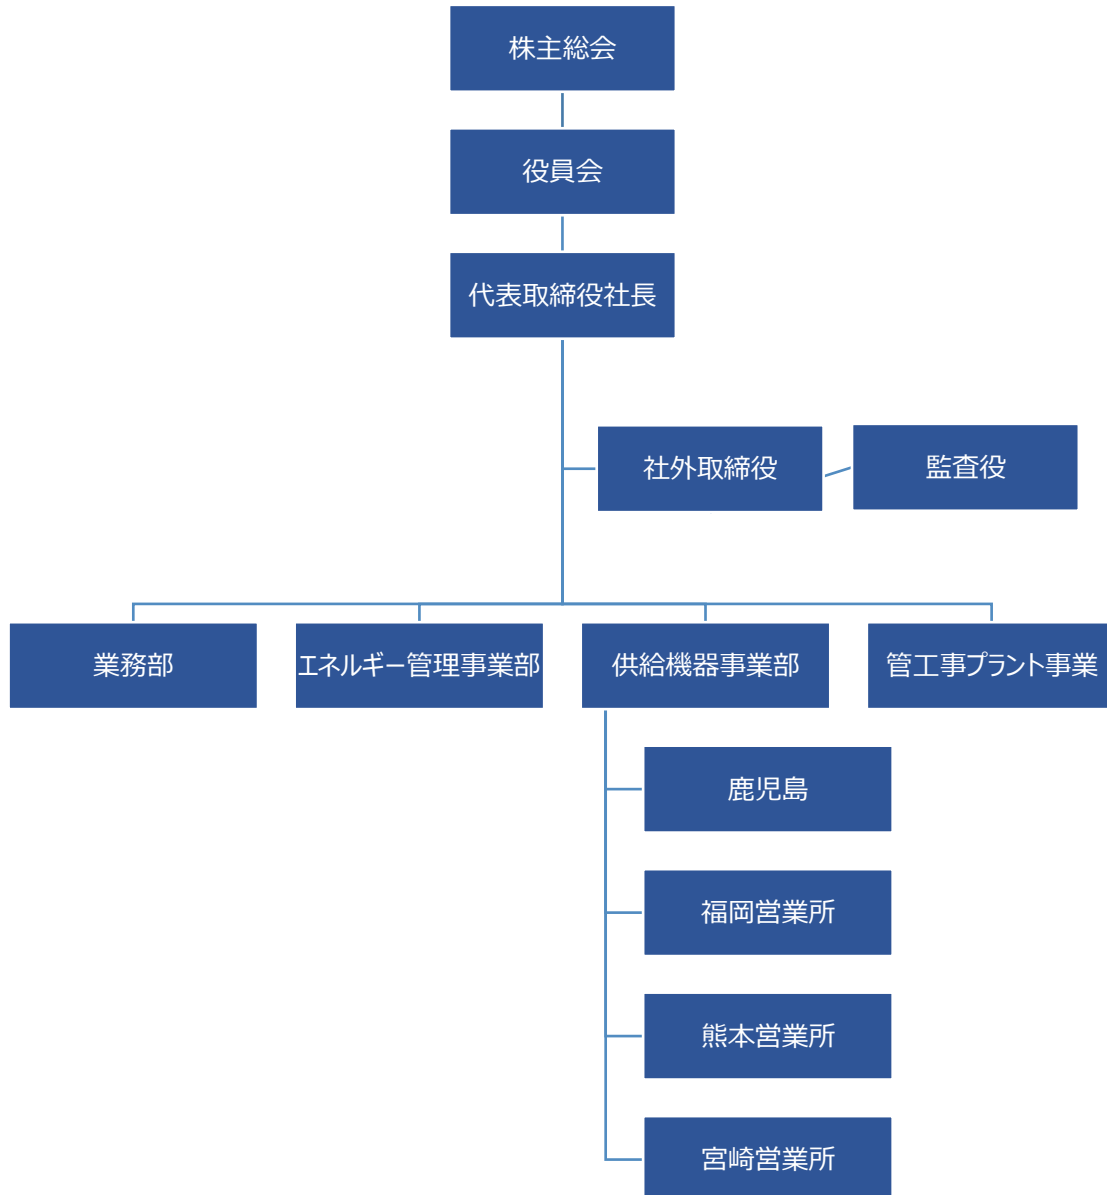 株主総会
役員会
代表取締役社長
社外取締役
監査役
業務部
エネルギー管理事業部
供給機器事業部
管工事プラント事業
鹿児島
福岡営業所
熊本営業所
宮崎営業所